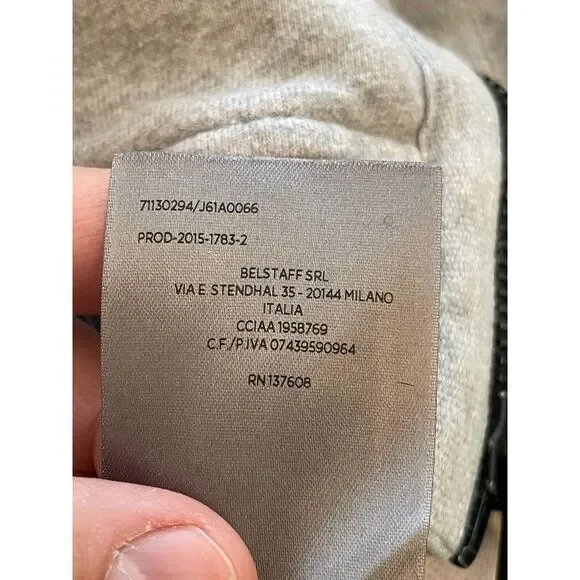 71130294/J61A0066
PROD-2015-1783-2
BELSTAFF SRL
VIA E. STENDHAL 35 - 20144 MILANO
ITALIA
CCIAA 1958769
C.F./P.IVA 07439590964
RN 137608